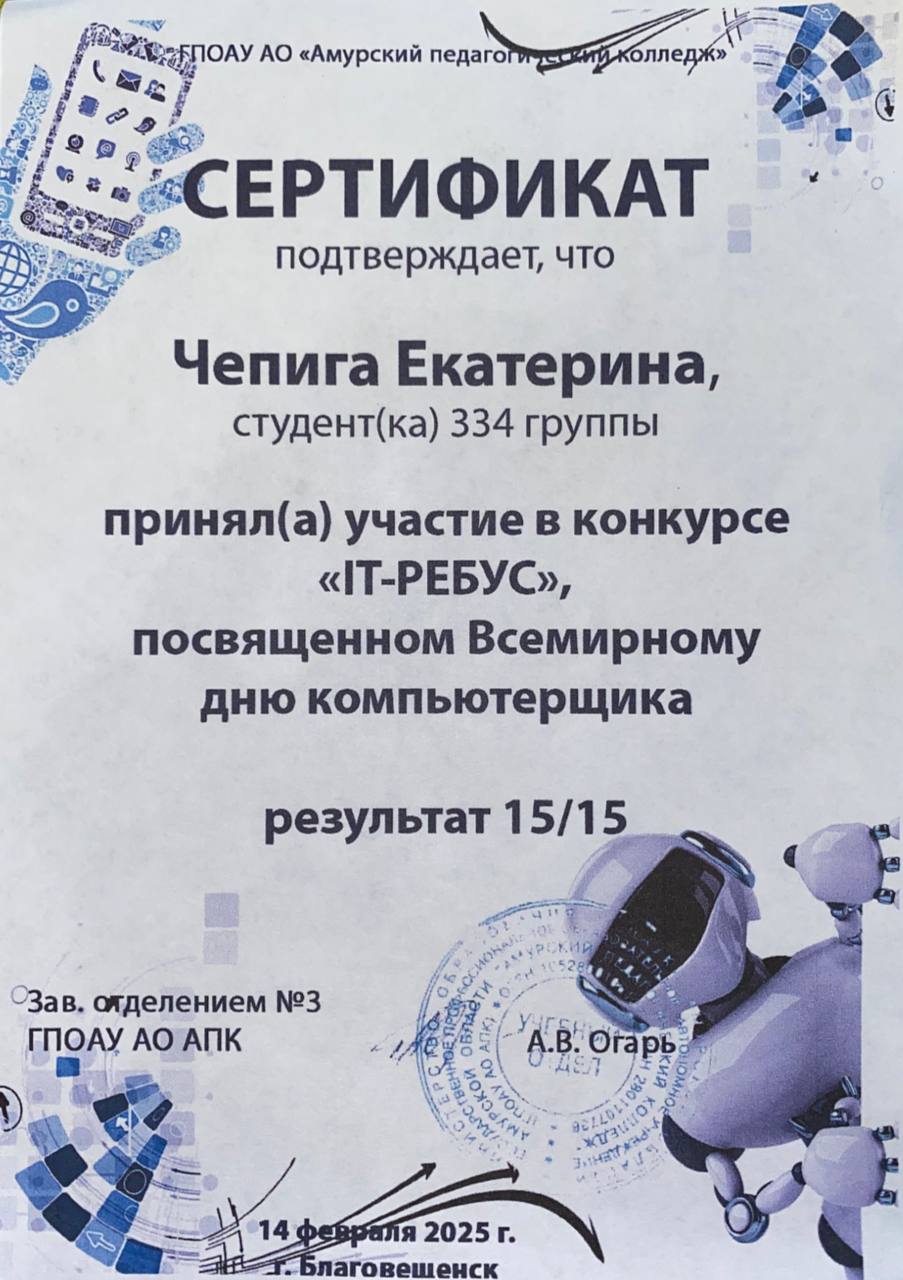 ГПОАУ АО «Амурский педагогический колледж»
СЕРТИФИКАТ
подтверждает, что
Чепига Екатерина,
студент(ка) 334 группы
принял(а) участие в конкурсе
«IT-РЕБУС»,
посвященном Всемирному
дню компьютерщика
результат 15/15
Зав. отделением №3
ГПОАУ АО АПК
А.В. Огарь
УЧЕБНЫЙ
ОТДЕЛ
14 февраля 2025 г.
г. Благовещенск